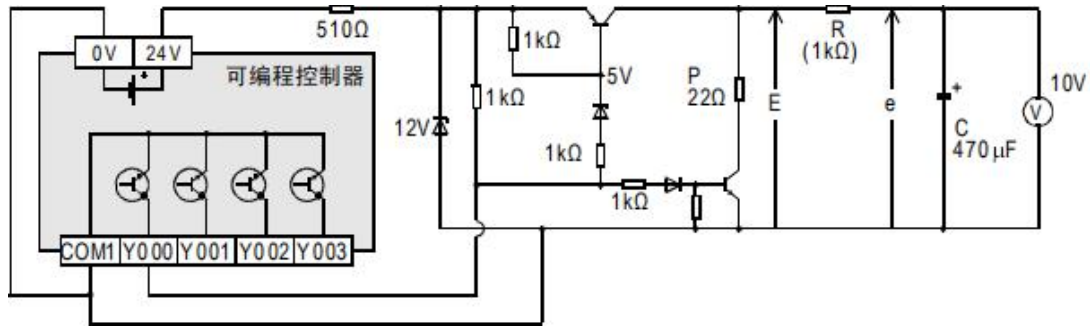 0V 24V
可编程控制器
COM1 Y000 Y001 Y002 Y003
510Ω
12V
1kΩ
1kΩ
5V
1kΩ
1kΩ
P
22Ω
E
R
(1kΩ)
e
+
C
470μF
10V
V